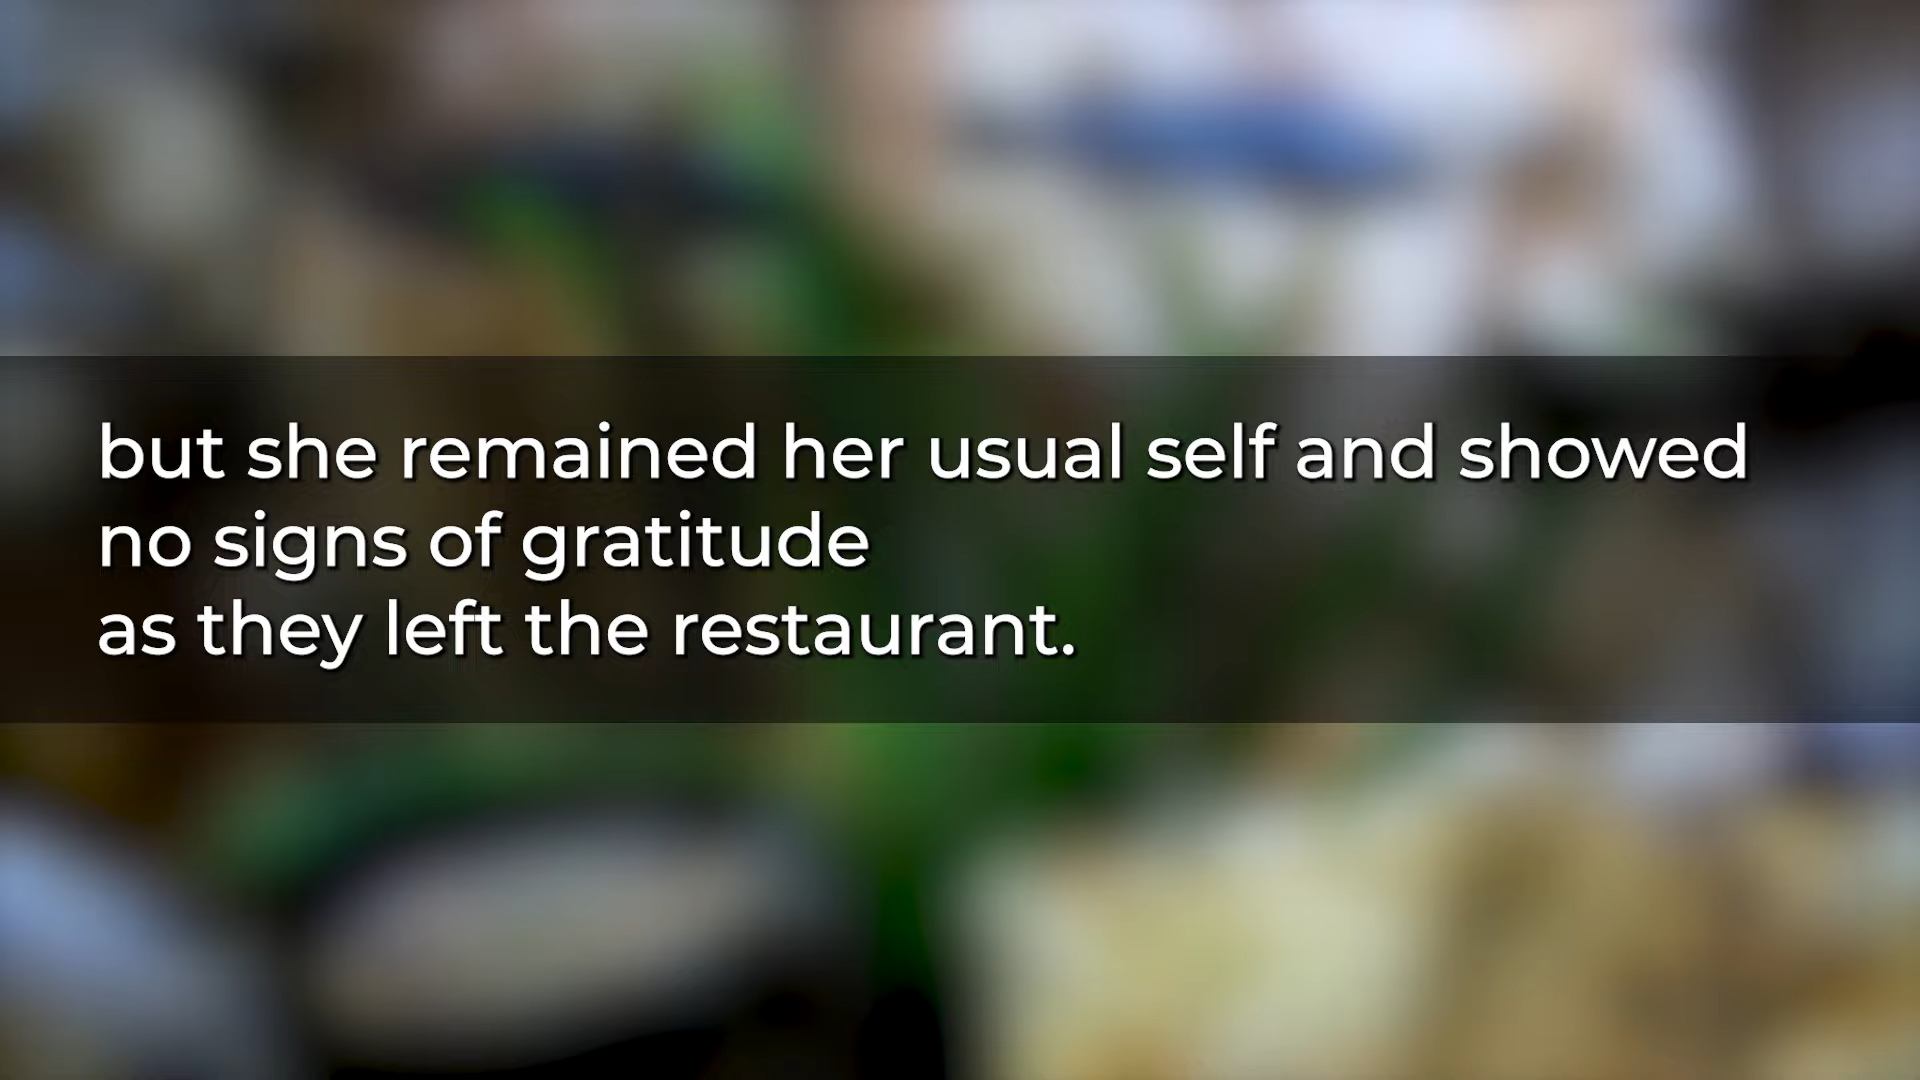 but she remained her usual self and showed
no signs of gratitude
as they left the restaurant.